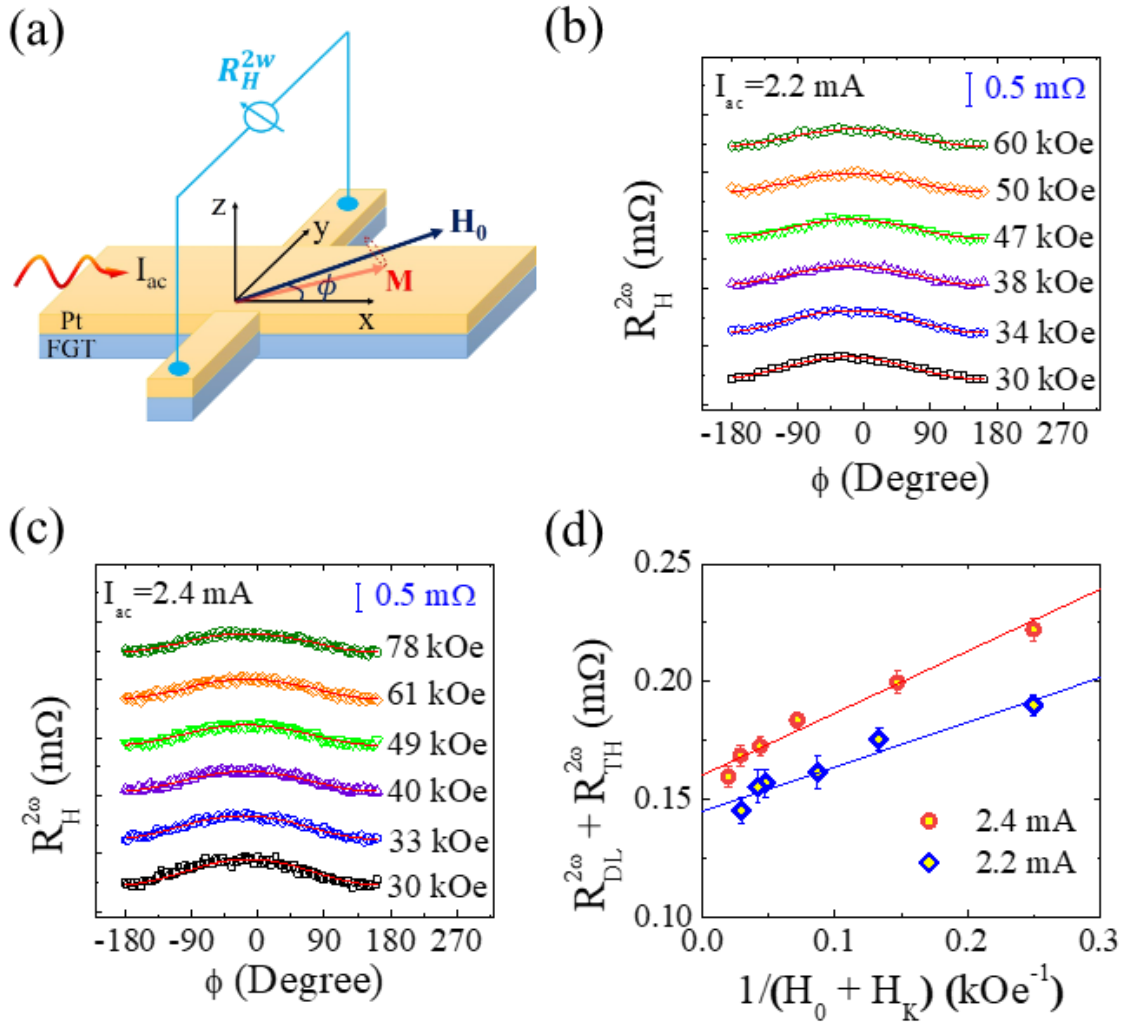 (a)
R_H^{2w}
z
y
H₀
I_ac
M
ϕ
Pt
x
FGT
(b)
I_ac=2.2 mA
0.5 mΩ
60 kOe
50 kOe
47 kOe
38 kOe
34 kOe
30 kOe
R_H^{2ω} (mΩ)
-180 -90 0 90 180 270
ϕ (Degree)
(c)
I_ac=2.4 mA
0.5 mΩ
78 kOe
61 kOe
49 kOe
40 kOe
33 kOe
30 kOe
R_H^{2ω} (mΩ)
-180 -90 0 90 180 270
ϕ (Degree)
(d)
0.25
0.20
0.15
0.10
R_DL^{2ω} + R_TH^{2ω} (mΩ)
2.4 mA
2.2 mA
0.0 0.1 0.2 0.3
1/(H₀ + H_K) (kOe⁻¹)